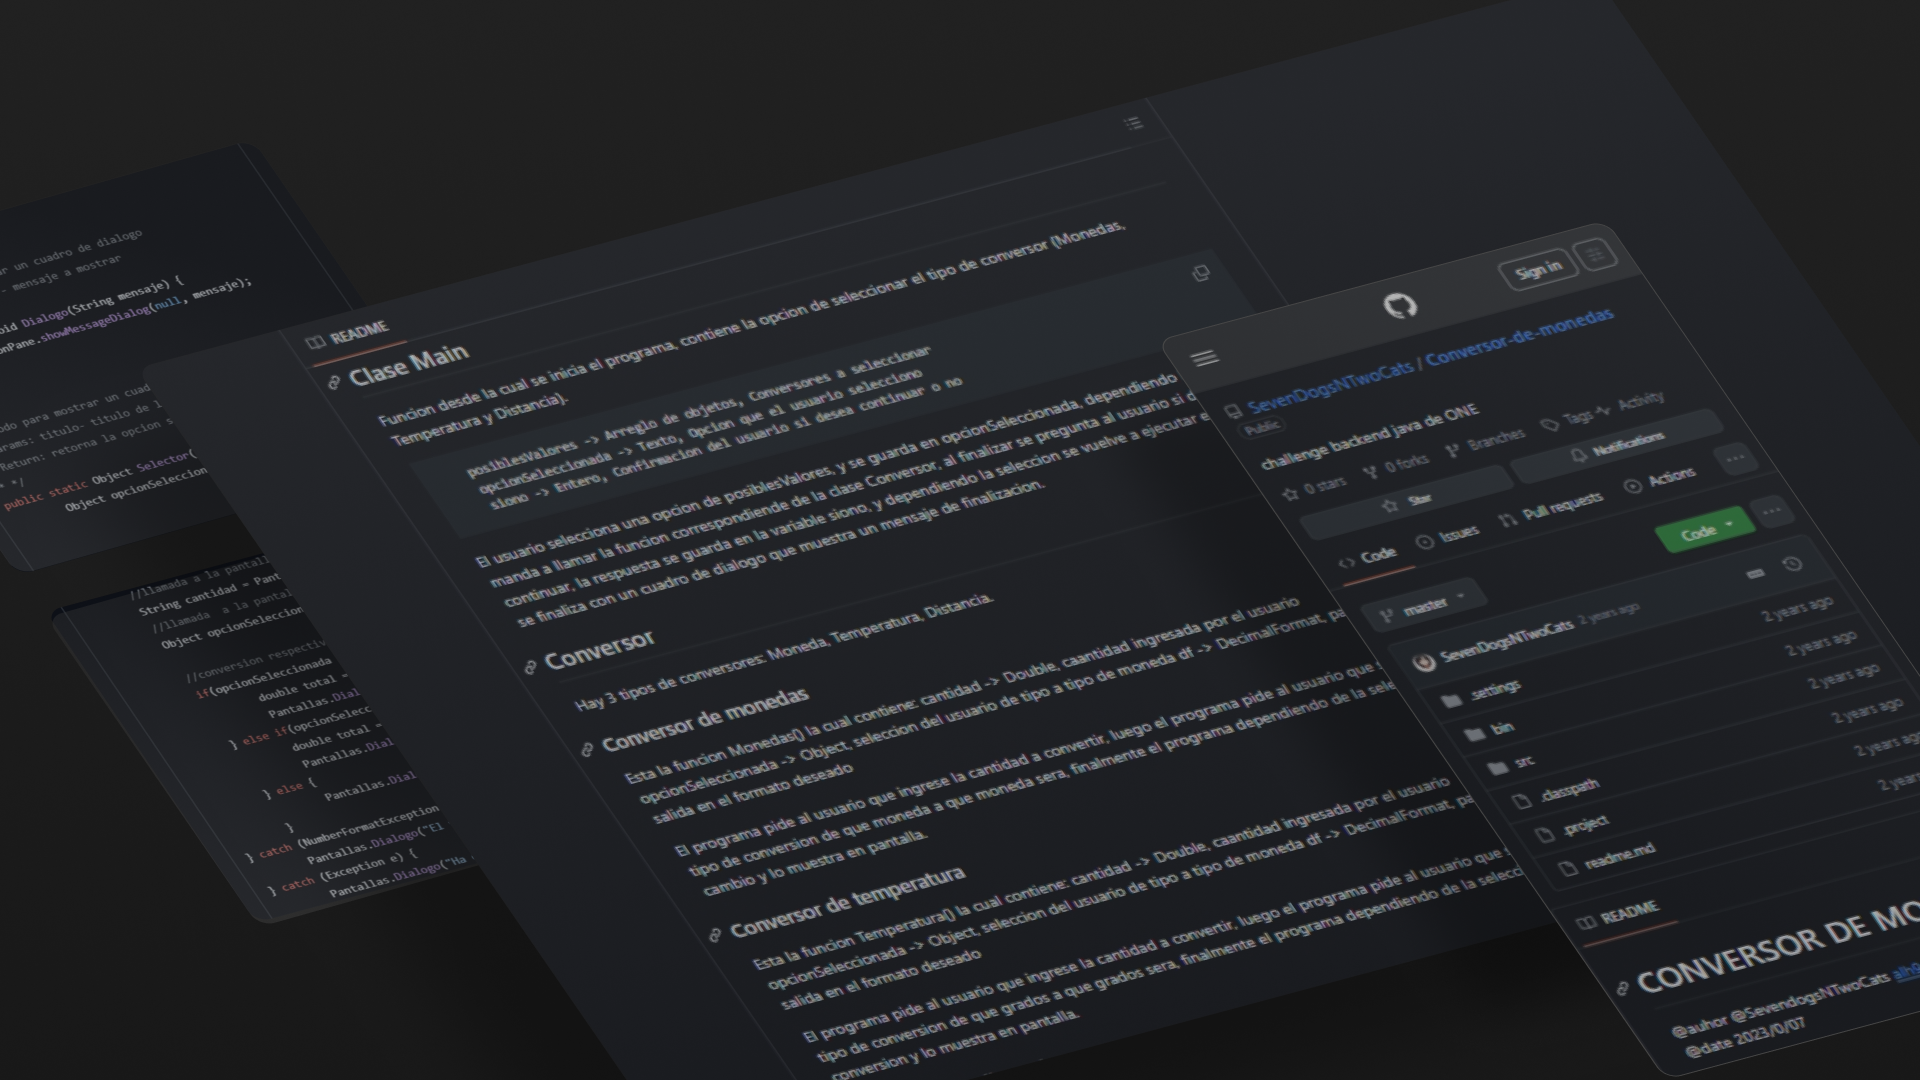 ar un cuadro de dialogo
- mensaje a mostrar
oid Dialogo(String mensaje) {
onPane.showMessageDialog(null, mensaje);
odo para mostrar un cuad
arams: titulo- titulo de l
Return: retorna la opcion s
* */
public static Object Selector(
Object opcionSeleccion
//llamada a la pantall
String cantidad = Pant
//llamada a la pantal
Object opcionSeleccion
//conversion respectiv
if(opcionSeleccionada
double total =
Pantallas.Dial
} else if(opcionSelecc
double total =
Pantallas.Dial
} else {
Pantallas.Dial
}
} catch (NumberFormatException
Pantallas.Dialogo("El
} catch (Exception e) {
Pantallas.Dialogo("Ha
README
Clase Main
Funcion desde la cual se inicia el programa, contiene la opcion de seleccionar el tipo de conversor (Monedas,
Temperatura y Distancia).
posiblesValores -> Arreglo de objetos, Conversores a seleccionar
opcionSeleccionada -> Texto, Opcion que el usuario selecciono
siono -> Entero, Confirmacion del usuario si desea continuar o no
El usuario selecciona una opcion de posiblesValores, y se guarda en opcionSeleccionada, dependiendo
manda a llamar la funcion correspondiende de la clase Conversor, al finalizar se pregunta al usuario si d
continuar, la respuesta se guarda en la variable siono, y dependiendo la seleccion se vuelve a ejecutar e
se finaliza con un cuadro de dialogo que muestra un mensaje de finalizacion.
Conversor
Hay 3 tipos de conversores: Moneda, Temperatura, Distancia.
Conversor de monedas
Esta la funcion Monedas() la cual contiene: cantidad -> Double, caantidad ingresada por el usuario
opcionSeleccionada -> Object, seleccion del usuario de tipo a tipo de moneda df -> DecimalFormat, pa
salida en el formato deseado
El programa pide al usuario que ingrese la cantidad a convertir, luego el programa pide al usuario que s
tipo de conversion de que moneda a que moneda sera, finalmente el programa dependiendo de la sele
cambio y lo muestra en pantalla.
Conversor de temperatura
Esta la funcion Temperatura() la cual contiene: cantidad -> Double, caantidad ingresada por el usuario
opcionSeleccionada -> Object, seleccion del usuario de tipo a tipo de moneda df -> DecimalFormat, pa
salida en el formato deseado
El programa pide al usuario que ingrese la cantidad a convertir, luego el programa pide al usuario que s
tipo de conversion de que grados a que grados sera, finalmente el programa dependiendo de la selecci
conversion y lo muestra en pantalla.
Sign in
SevenDogsNTwoCats / Conversor-de-monedas
Public
challenge backend java de ONE
0 stars 0 forks Branches Tags Activity
Star Notifications
Code Issues Pull requests Actions
master Code
SevenDogsNTwoCats 2 years ago
.settings 2 years ago
bin 2 years ago
src 2 years ago
.classpath 2 years ago
.project 2 years ago
readme.md 2 years
README
CONVERSOR DE MO
@auhor @SevendogsNTwoCats alh9
@date 2023/0/07